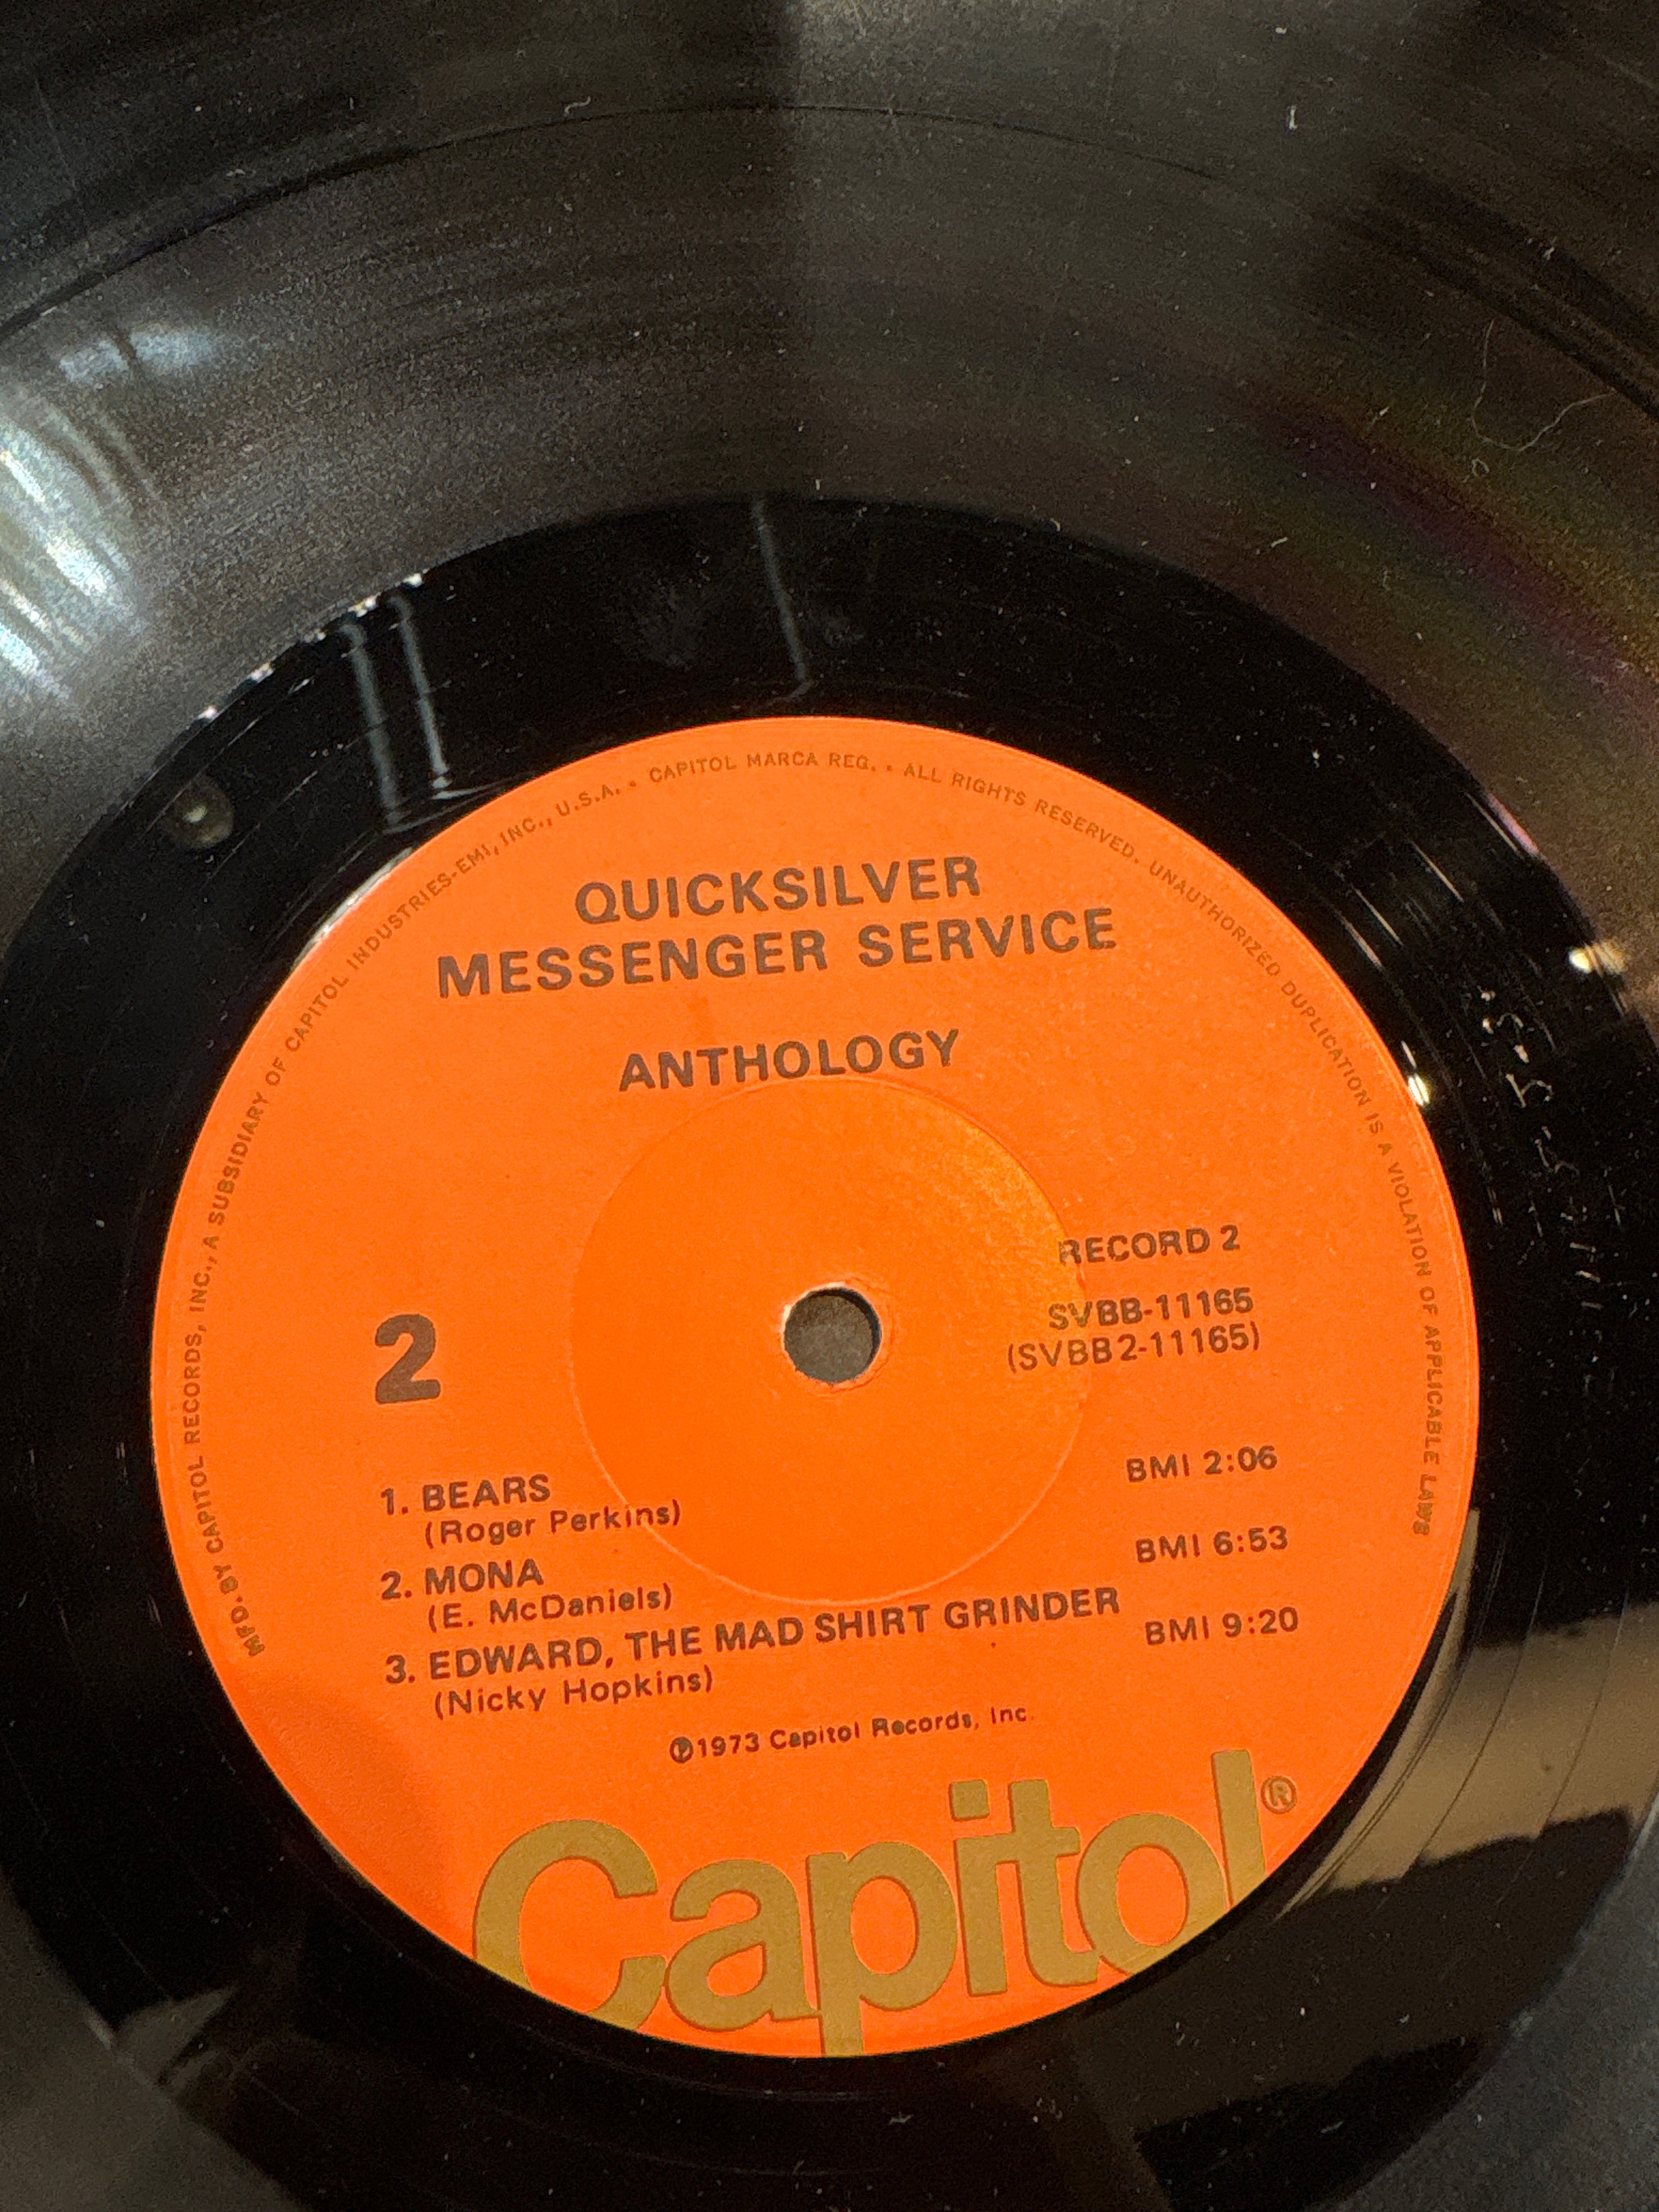 MFD. BY CAPITOL RECORDS, INC., A SUBSIDIARY OF CAPITOL INDUSTRIES-EMI, INC., U.S.A. • CAPITOL MARCA REG. • ALL RIGHTS RESERVED. UNAUTHORIZED DUPLICATION IS A VIOLATION OF APPLICABLE LAWS
QUICKSILVER
MESSENGER SERVICE
ANTHOLOGY
RECORD 2
SVBB-11165
(SVBB2-11165)
2
1. BEARS BMI 2:06
(Roger Perkins)
2. MONA BMI 6:53
(E. McDaniels)
3. EDWARD, THE MAD SHIRT GRINDER BMI 9:20
(Nicky Hopkins)
℗1973 Capitol Records, Inc.
Capitol®